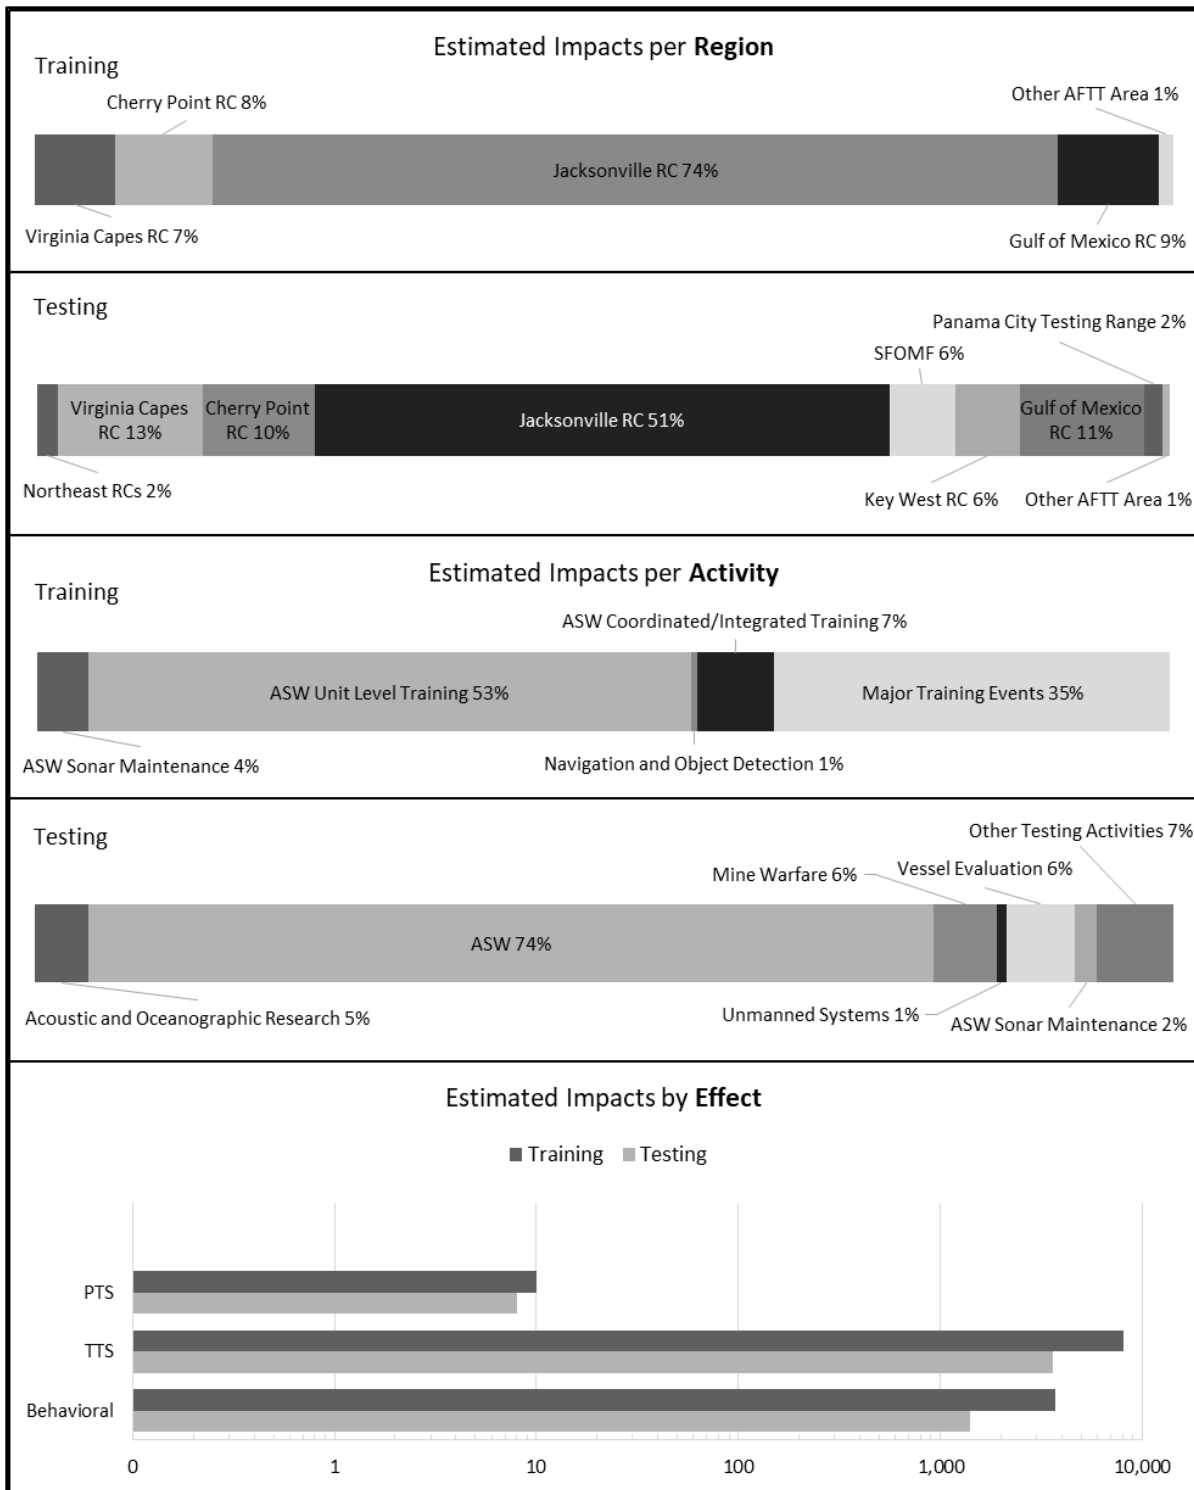 Estimated Impacts per Region
Training
Cherry Point RC 8%
Other AFTT Area 1%
Jacksonville RC 74%
Virginia Capes RC 7%
Gulf of Mexico RC 9%
Testing
Panama City Testing Range 2%
SFOMF 6%
Virginia Capes
RC 13%
Cherry Point
RC 10%
Jacksonville RC 51%
Gulf of Mexico
RC 11%
Northeast RCs 2%
Key West RC 6%
Other AFTT Area 1%
Estimated Impacts per Activity
Training
ASW Coordinated/Integrated Training 7%
ASW Unit Level Training 53%
Major Training Events 35%
ASW Sonar Maintenance 4%
Navigation and Object Detection 1%
Testing
Other Testing Activities 7%
Mine Warfare 6%
Vessel Evaluation 6%
ASW 74%
Acoustic and Oceanographic Research 5%
Unmanned Systems 1%
ASW Sonar Maintenance 2%
Estimated Impacts by Effect
Training Testing
PTS
TTS
Behavioral
0 1 10 100 1,000 10,000